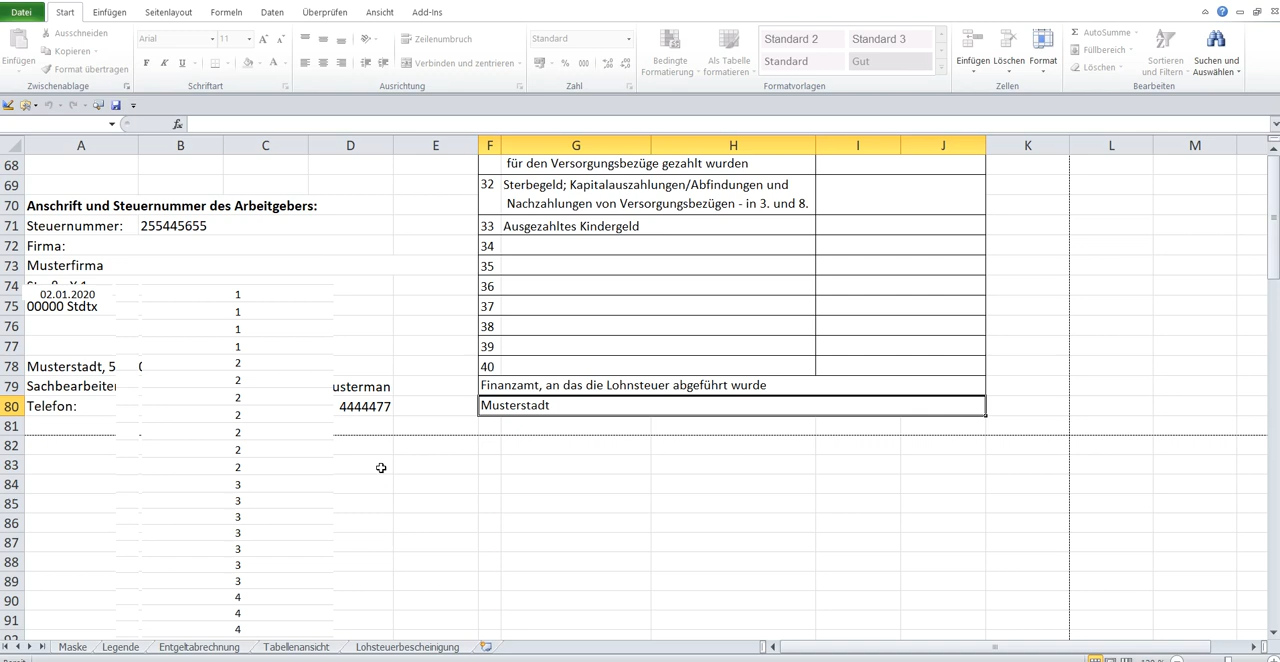 Datei Start Einfügen Seitenlayout Formeln Daten Überprüfen Ansicht Add-Ins
Ausschneiden Arial 11 Zeilenumbruch Standard Standard 2 Standard 3 AutoSumme
Kopieren Füllbereich
Einfügen Format übertragen F K U Verbinden und zentrieren Bedingte Formatierung Als Tabelle formatieren Standard Gut Einfügen Löschen Format Löschen Sortieren und Filtern Suchen und Auswählen
Zwischenablage Schriftart Ausrichtung Zahl Formatvorlagen Zellen Bearbeiten
fx
A B C D E F G H I J K L M
68 für den Versorgungsbezüge gezahlt wurden
69 32 Sterbegeld; Kapitalauszahlungen/Abfindungen und
70 Anschrift und Steuernummer des Arbeitgebers: Nachzahlungen von Versorgungsbezügen - in 3. und 8.
71 Steuernummer: 255445655 33 Ausgezahltes Kindergeld
72 Firma: 34
73 Musterfirma 35
74 36
02.01.2020 1
75 00000 Stdtx 37
1
76 38
1
77 39
1
78 Musterstadt, 5 40
2
79 Sachbearbeiter usterman Finanzamt, an das die Lohnsteuer abgeführt wurde
2
80 Telefon: 4444477 Musterstadt
2
2
81
2
82
2
83 2
84 3
85 3
86 3
87 3
88 3
3
89 3
90 4
91 4
4
92
Maske Legende Entgeltabrechnung Tabellenansicht Lohsteuerbescheinigung